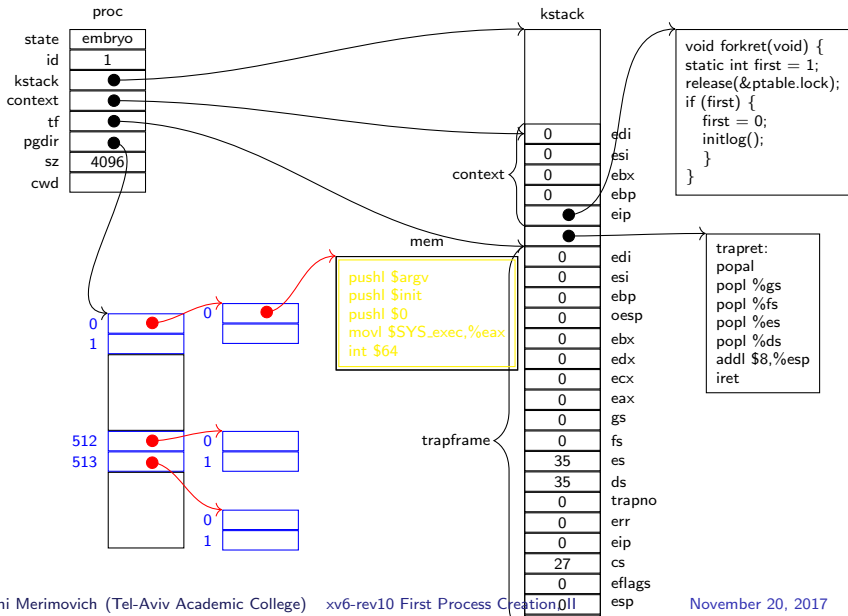 proc
state embryo
id 1
kstack
context
tf
pgdir
sz 4096
cwd
0
1
512
513
0
0
1
0
1
mem
pushl $argv
pushl $init
pushl $0
movl $SYS_exec,%eax
int $64
kstack
context
0 edi
0 esi
0 ebx
0 ebp
eip
trapframe
0 edi
0 esi
0 ebp
0 oesp
0 ebx
0 edx
0 ecx
0 eax
0 gs
0 fs
35 es
35 ds
0 trapno
0 err
0 eip
27 cs
0 eflags
0 esp
void forkret(void) {
static int first = 1;
release(&ptable.lock);
if (first) {
first = 0;
initlog();
}
}
trapret:
popal
popl %gs
popl %fs
popl %es
popl %ds
addl $8,%esp
iret
Merimovich (Tel-Aviv Academic College) xv6-rev10 First Process Creation II November 20, 2017